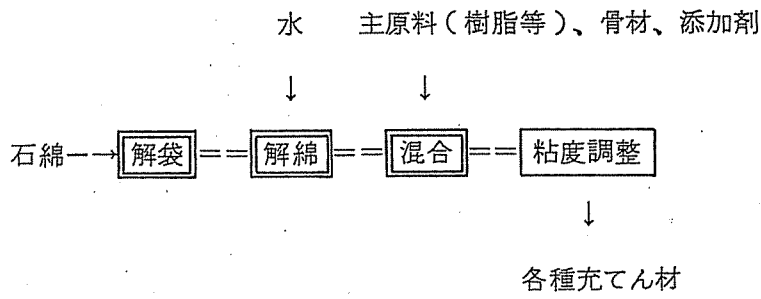 水 主原料(樹脂等)、骨材、添加剤
↓ ↓
石綿─→解袋==解綿==混合==粘度調整
↓
各種充てん材